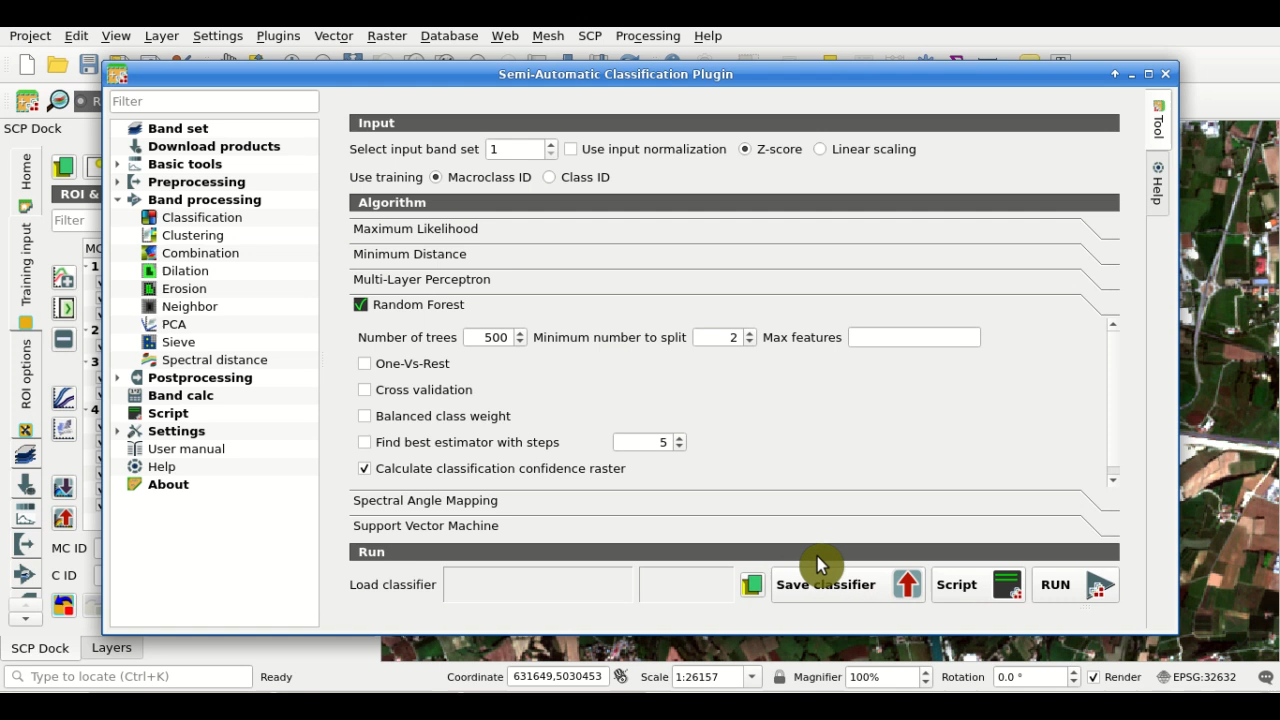 Project Edit View Layer Settings Plugins Vector Raster Database Web Mesh SCP Processing Help
Semi-Automatic Classification Plugin
R
SCP Dock
Home
Training input
ROI options
ROI &
Filter
MC
1
2
3
4
MC ID
C ID
Filter
Band set
Download products
Basic tools
Preprocessing
Band processing
Classification
Clustering
Combination
Dilation
Erosion
Neighbor
PCA
Sieve
Spectral distance
Postprocessing
Band calc
Script
Settings
User manual
Help
About
Input
Select input band set 1 Use input normalization Z-score Linear scaling
Use training Macroclass ID Class ID
Algorithm
Maximum Likelihood
Minimum Distance
Multi-Layer Perceptron
Random Forest
Number of trees 500 Minimum number to split 2 Max features
One-Vs-Rest
Cross validation
Balanced class weight
Find best estimator with steps 5
Calculate classification confidence raster
Spectral Angle Mapping
Support Vector Machine
Run
Load classifier Save classifier Script RUN
Tool
Help
SCP Dock Layers
Type to locate (Ctrl+K) Ready Coordinate 631649,5030453 Scale 1:26157 Magnifier 100% Rotation 0.0 ° Render EPSG:32632